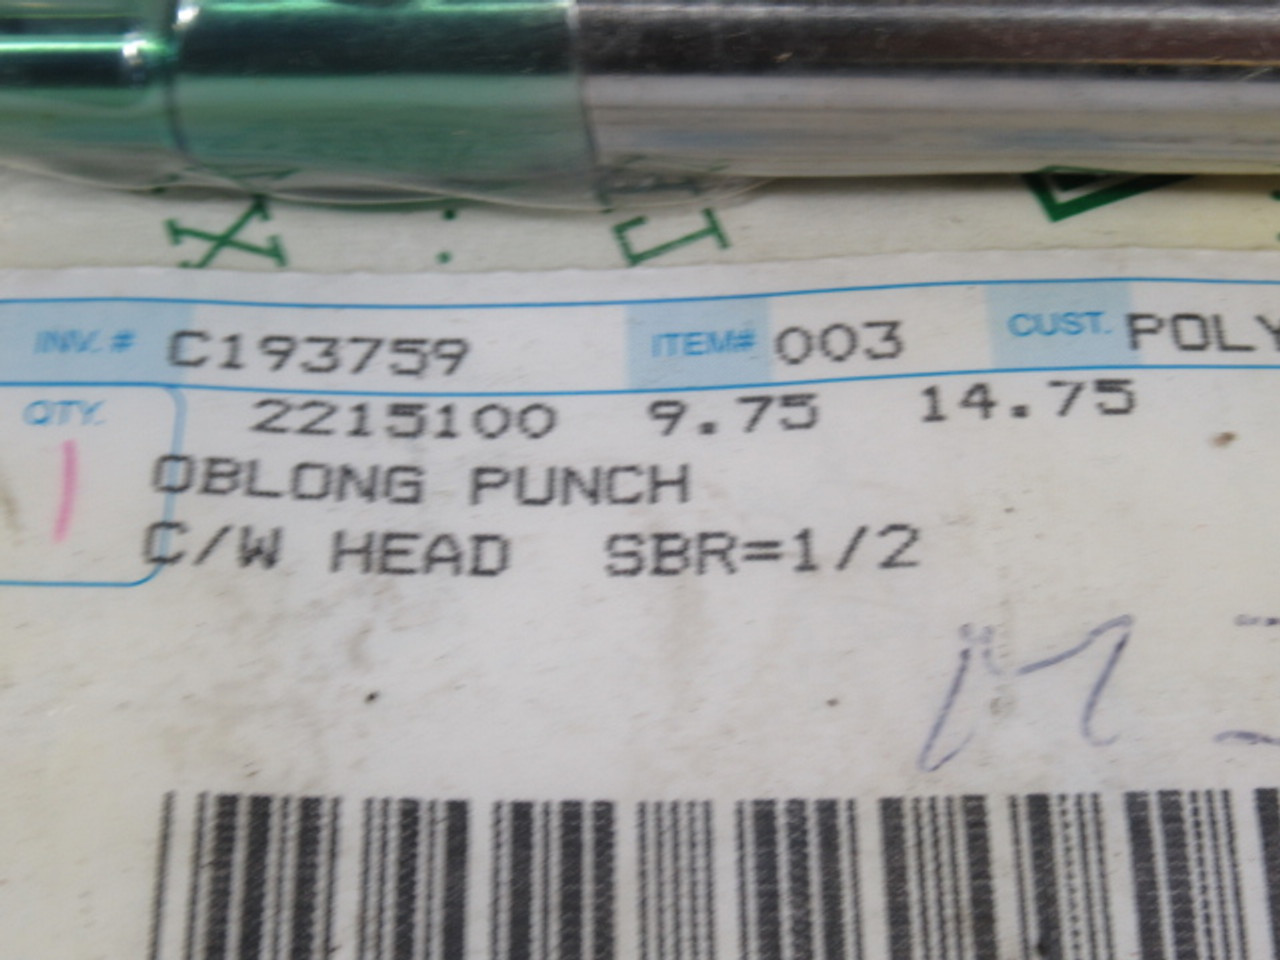 INV. # C193759 ITEM# 003 CUST. POLY
QTY. 2215100 9.75 14.75
1 OBLONG PUNCH
C/W HEAD SBR=1/2